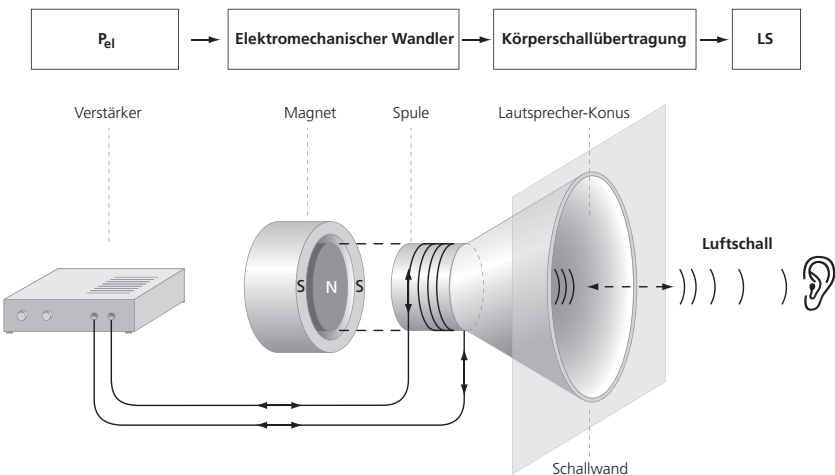 Pel
Elektromechanischer Wandler
Körperschallübertragung
LS
Verstärker
Magnet
Spule
Lautsprecher-Konus
Luftschall
S
N
S
Schallwand